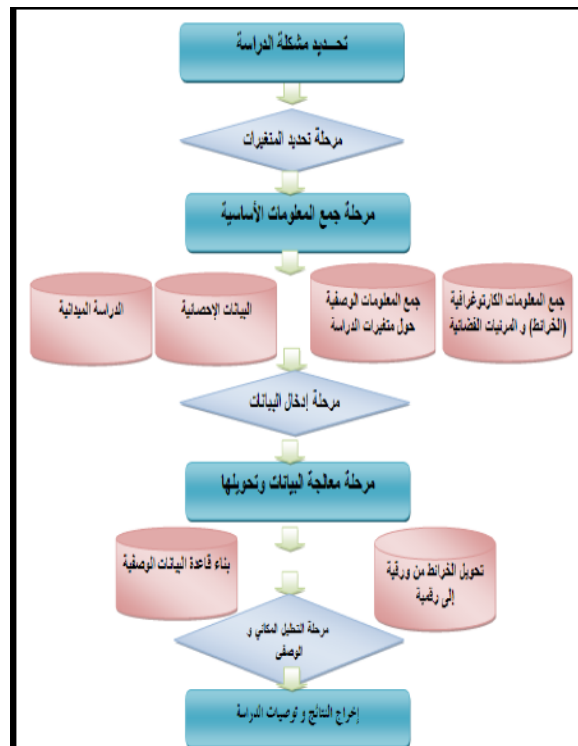 تحـــديد مشكلة الدراسة
مرحلة تحديد المتغيرات
مرحلة جمع المعلومات الأساسية
جمع المعلومات الكارتوغرافية
(الخرائط) و المرئيات الفضائية
جمع المعلومات الوصفية
حول متغيرات الدراسة
البيانات الإحصائية
الدراسة الميدانية
مرحلة إدخال البيانات
مرحلة معالجة البيانات وتحويلها
تحويل الخرائط من ورقية
إلى رقمية
بناء قاعدة البيانات الوصفية
مرحلة التحليل المكاني و
الوصفى
إخراج النتائج و توصيات الدراسة